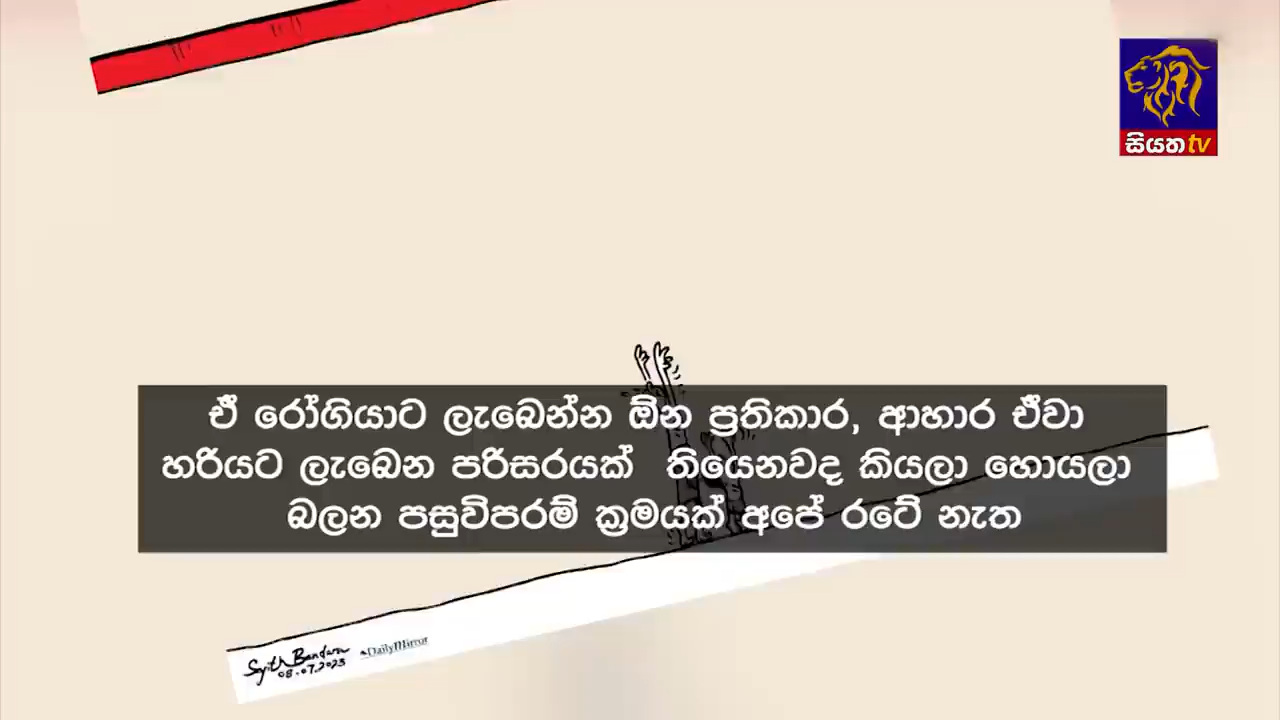 සියත tv
ඒ රෝගියාට ලැබෙන්න ඕන ප්‍රතිකාර, ආහාර ඒවා
හරියට ලැබෙන පරිසරයක් තියෙනවද කියලා හොයලා
බලන පසුවිපරම් ක්‍රමයක් අපේ රටේ නැත
DailyMirror
08.07.2023